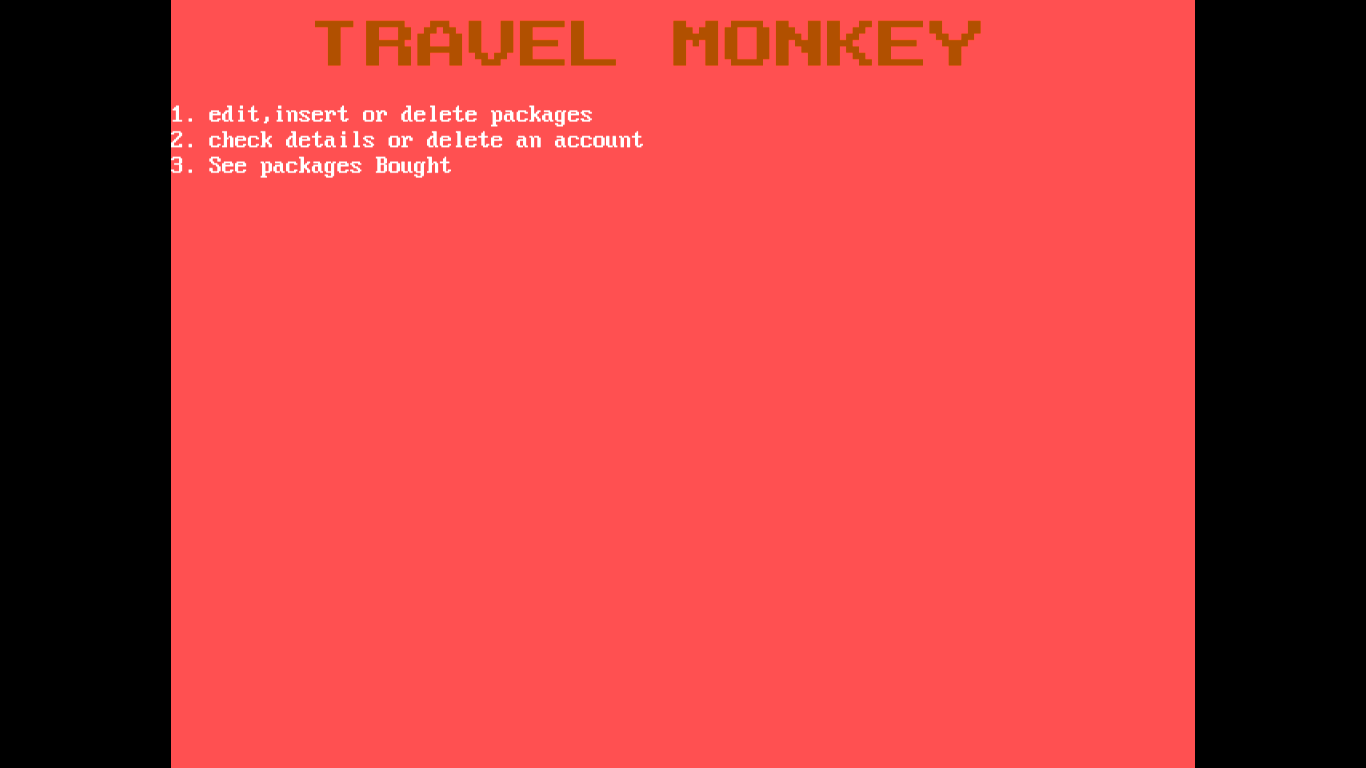 TRAVEL MONKEY
1. edit,insert or delete packages
2. check details or delete an account
3. See packages Bought